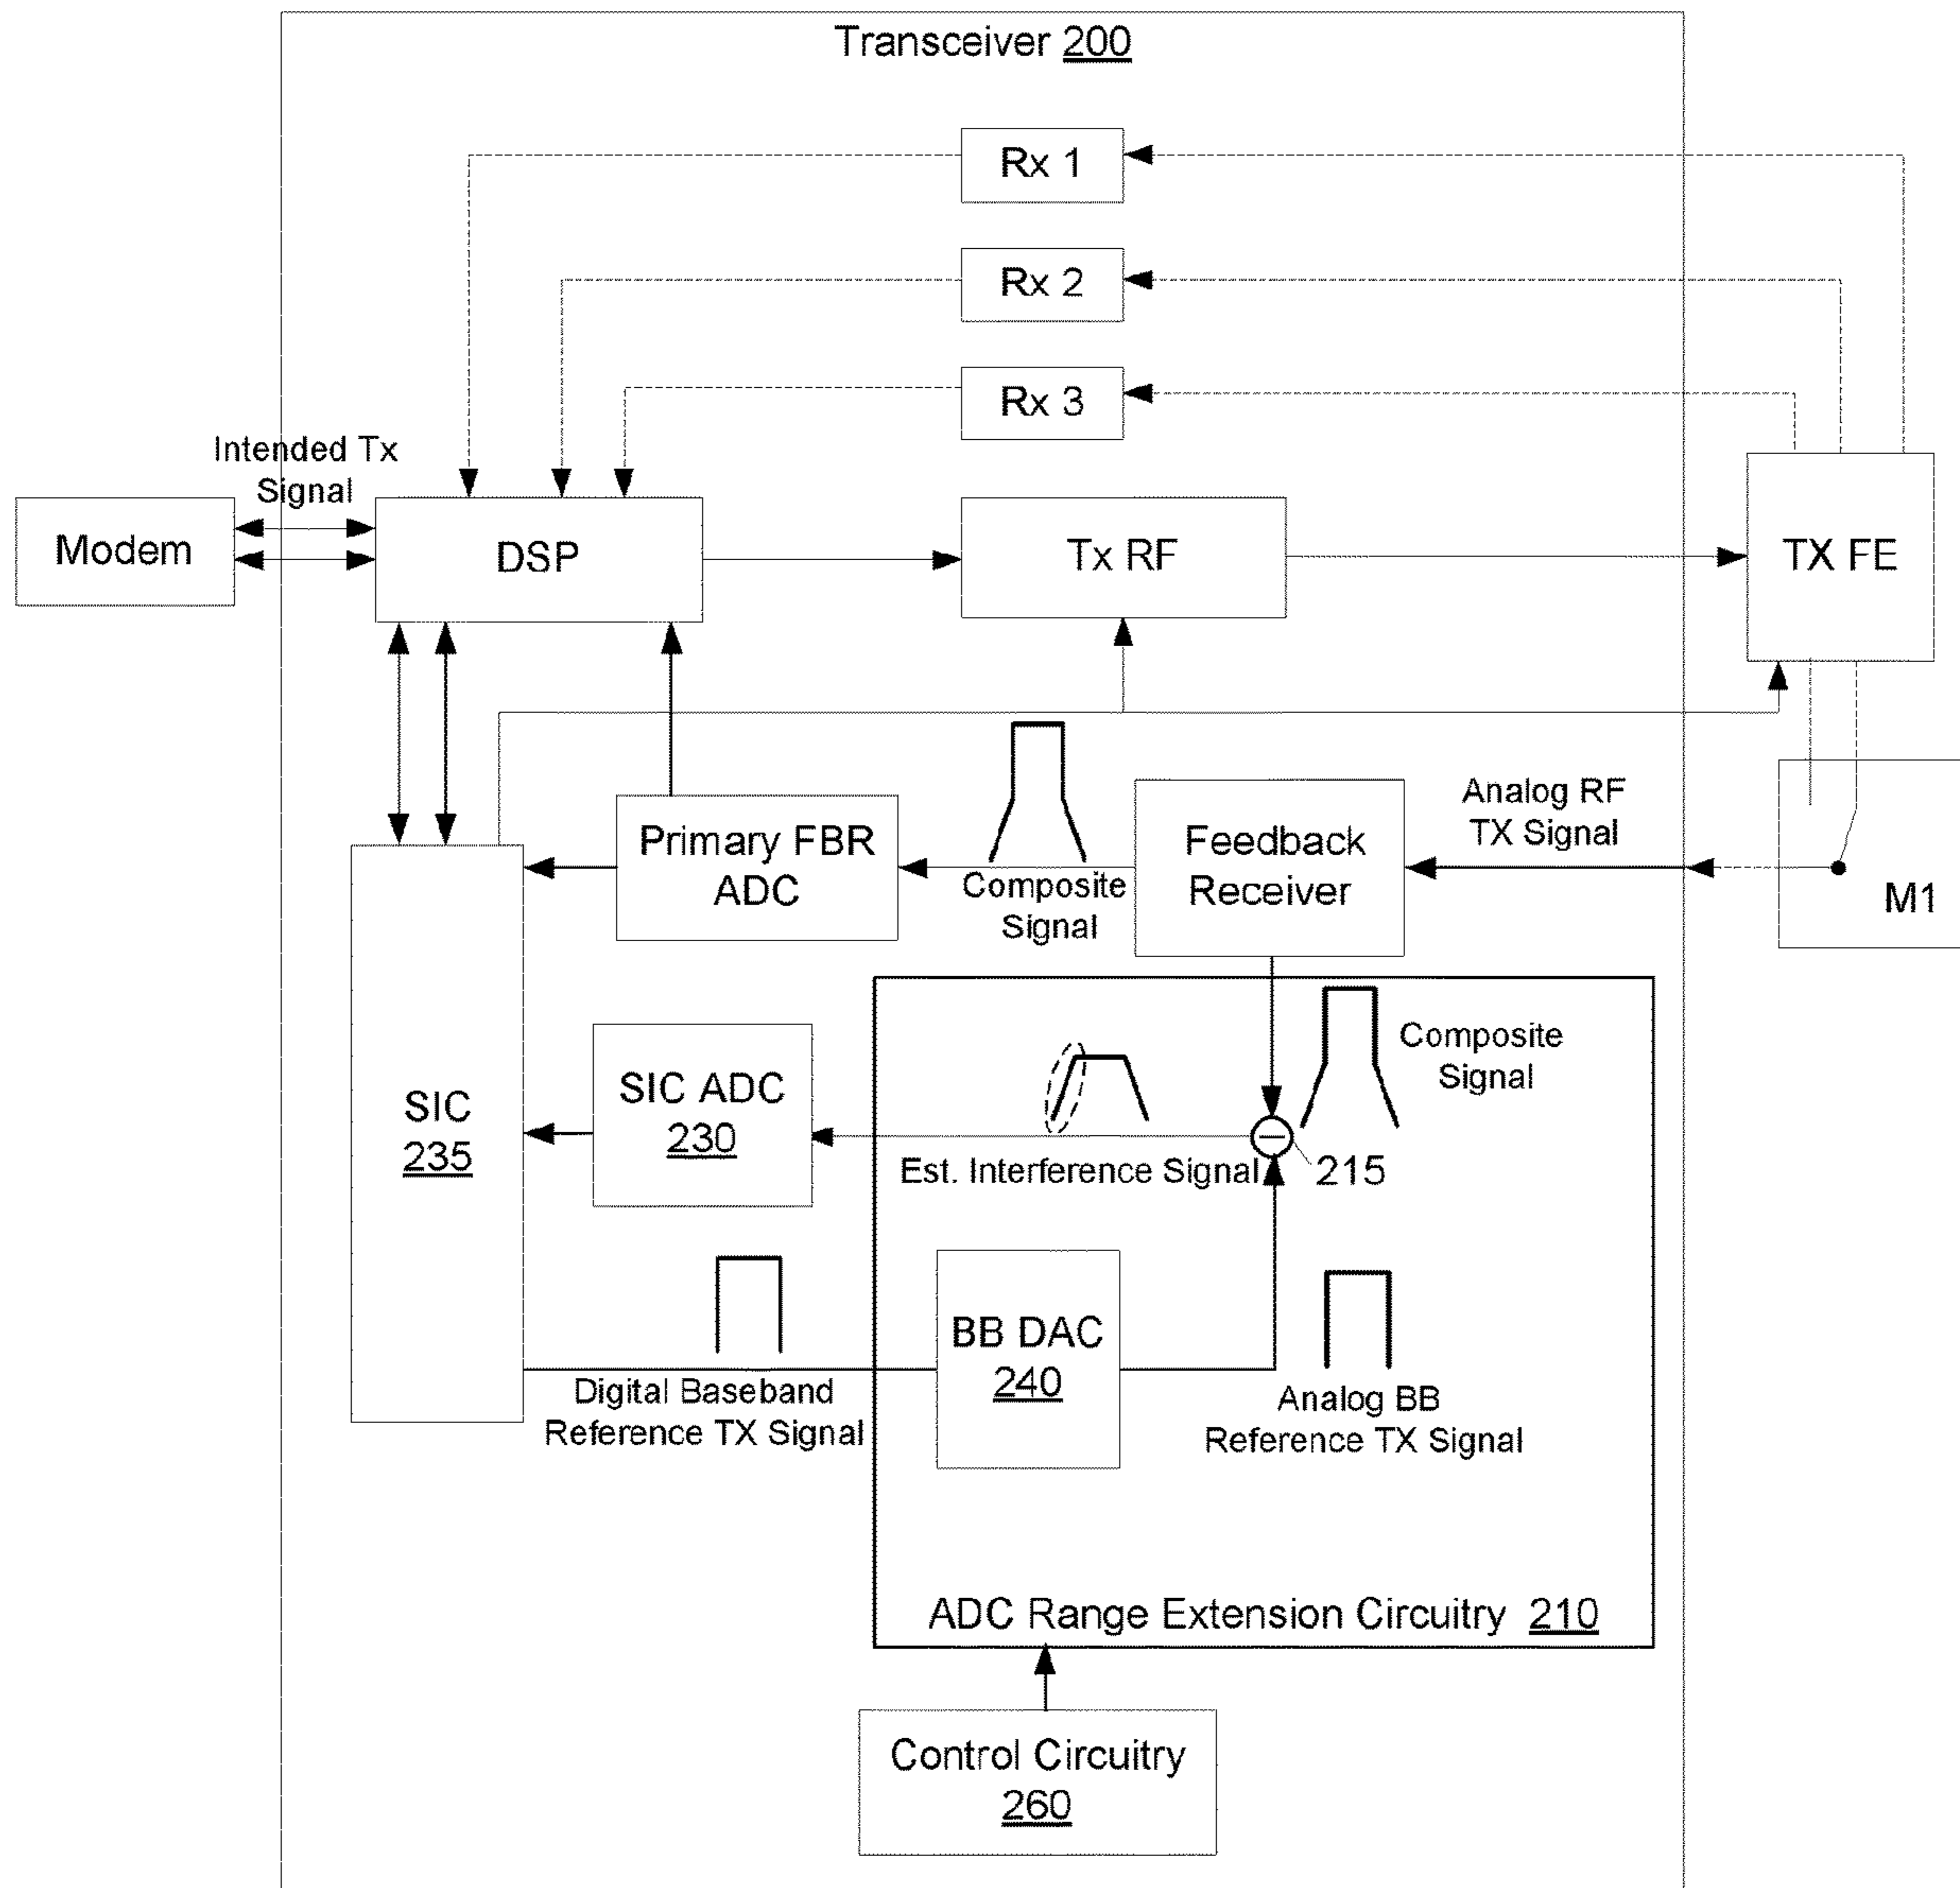 Transceiver 200
Rx 1
Rx 2
Rx 3
Intended Tx
Signal
Modem
DSP
Tx RF
TX FE
Primary FBR
ADC
Composite
Signal
Feedback
Receiver
Analog RF
TX Signal
M1
SIC
235
SIC ADC
230
Composite
Signal
Est. Interference Signal
215
BB DAC
240
Digital Baseband
Reference TX Signal
Analog BB
Reference TX Signal
ADC Range Extension Circuitry 210
Control Circuitry
260